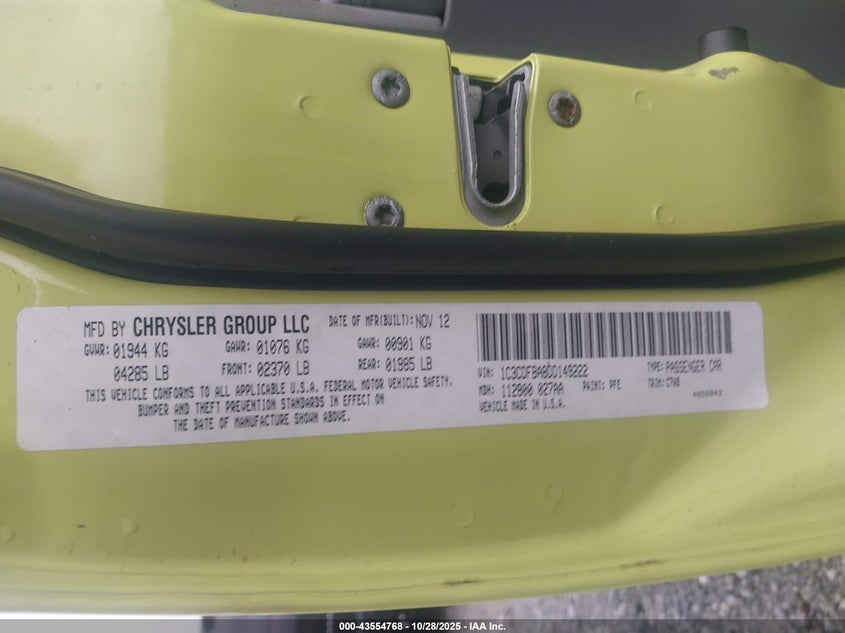 MFD BY CHRYSLER GROUP LLC DATE OF MFR(BUILT): NOV 12
GVWR: 01944 KG GAWR: 01076 KG GAWR: 00901 KG
04285 LB FRONT: 02370 LB REAR: 01985 LB
THIS VEHICLE CONFORMS TO ALL APPLICABLE U.S.A. FEDERAL MOTOR VEHICLE SAFETY,
BUMPER AND THEFT PREVENTION STANDARDS IN EFFECT ON
THE DATE OF MANUFACTURE SHOWN ABOVE.
VIN: 1C3CDFBA8DD149222 TYPE: PASSENGER CAR
MDH: 112800 027AA PAINT: PFE TRIM: C7A8
VEHICLE MADE IN U.S.A.
000-43554768 | 10/28/2025 | IAA Inc.